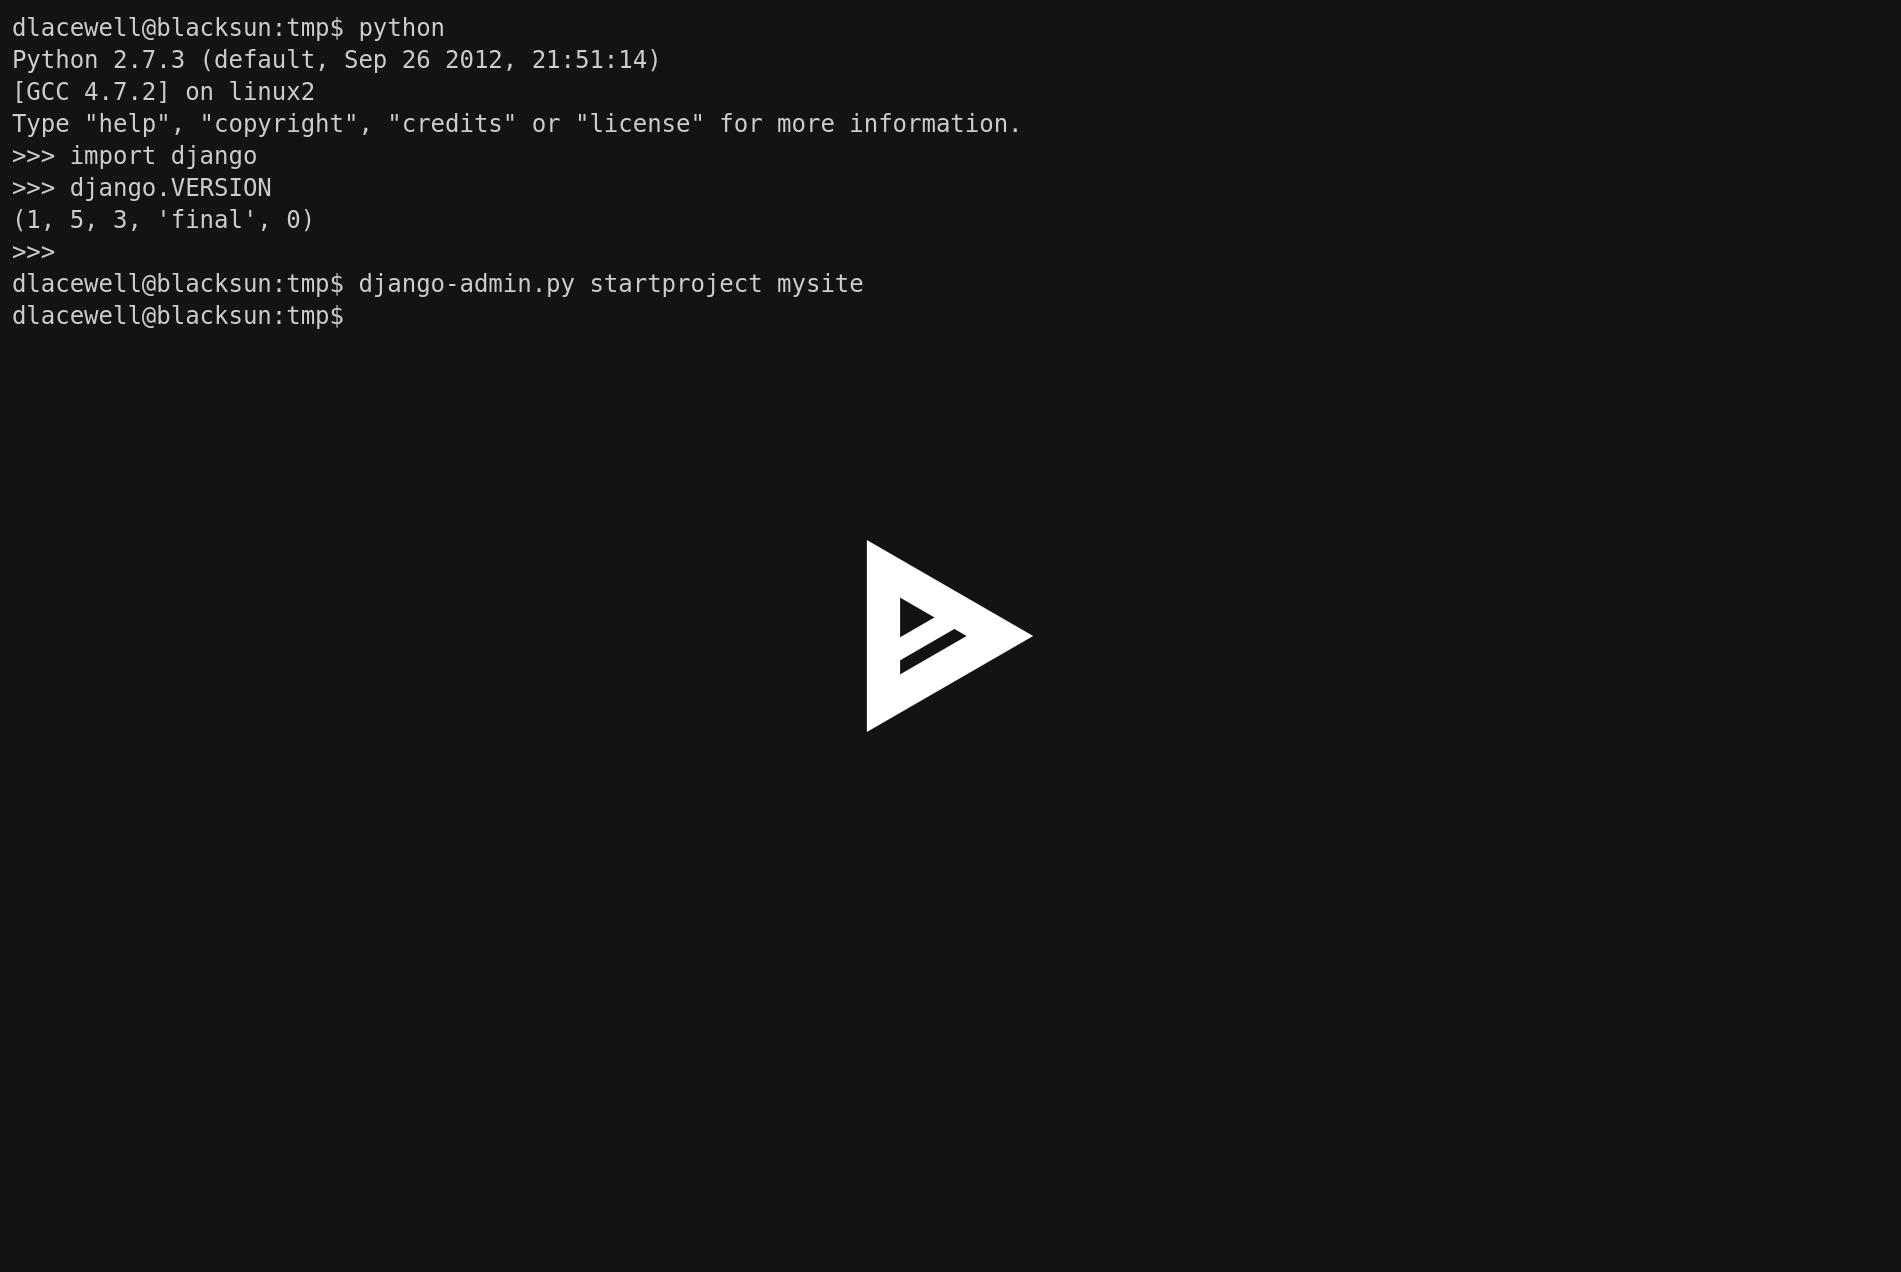 dlacewell@blacksun:tmp$ python
Python 2.7.3 (default, Sep 26 2012, 21:51:14)
[GCC 4.7.2] on linux2
Type "help", "copyright", "credits" or "license" for more information.
>>> import django
>>> django.VERSION
(1, 5, 3, 'final', 0)
>>>
dlacewell@blacksun:tmp$ django-admin.py startproject mysite
dlacewell@blacksun:tmp$